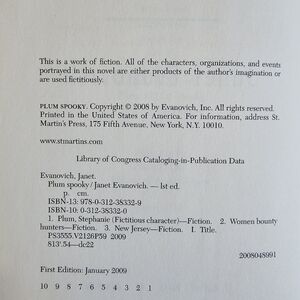 This is a work of fiction. All of the characters, organizations, and events
portrayed in this novel are either products of the author's imagination or
are used fictitiously.
PLUM SPOOKY. Copyright © 2008 by Evanovich, Inc. All rights reserved.
Printed in the United States of America. For information, address St.
Martin's Press, 175 Fifth Avenue, New York, N.Y. 10010.
www.stmartins.com
Library of Congress Cataloging-in-Publication Data
Evanovich, Janet.
Plum spooky / Janet Evanovich. — 1st ed.
p. cm.
ISBN-13: 978-0-312-38332-9
ISBN-10: 0-312-38332-0
1. Plum, Stephanie (Fictitious character)—Fiction. 2. Women bounty
hunters—Fiction. 3. New Jersey—Fiction. I. Title.
PS3555.V2126P59 2009
813'.54—dc22
2008048991
First Edition: January 2009
10 9 8 7 6 5 4 3 2 1